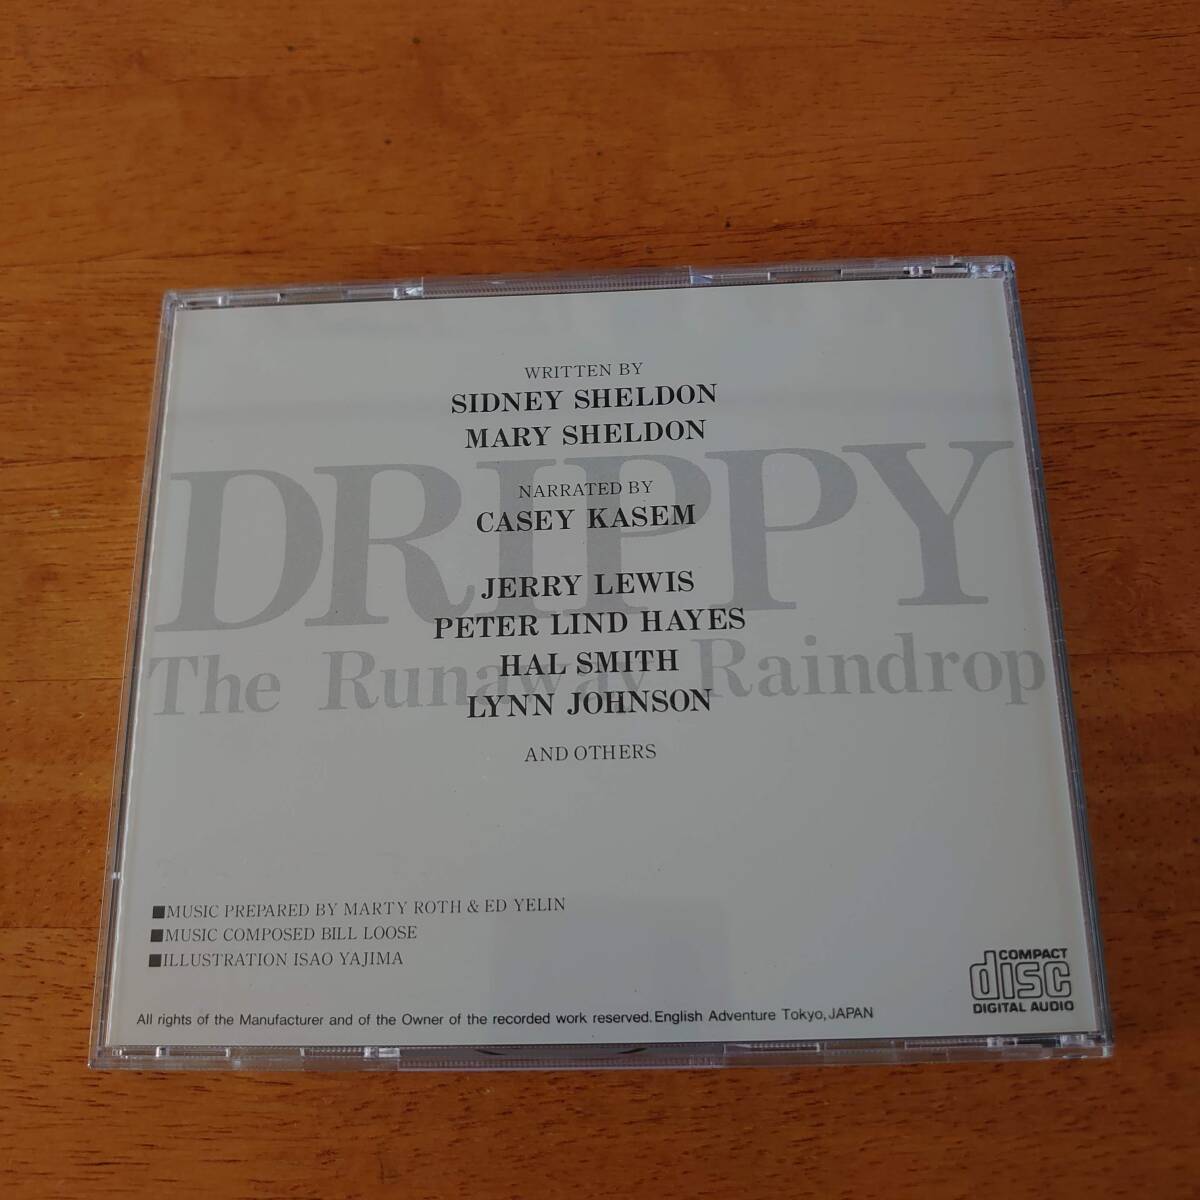 WRITTEN BY
SIDNEY SHELDON
MARY SHELDON
DRIPPY
NARRATED BY
CASEY KASEM
JERRY LEWIS
PETER LIND HAYES
The Runaway Raindrop
HAL SMITH
LYNN JOHNSON
AND OTHERS
■MUSIC PREPARED BY MARTY ROTH & ED YELIN
■MUSIC COMPOSED BILL LOOSE
■ILLUSTRATION ISAO YAJIMA
COMPACT
disc
DIGITAL AUDIO
All rights of the Manufacturer and of the Owner of the recorded work reserved. English Adventure Tokyo, JAPAN